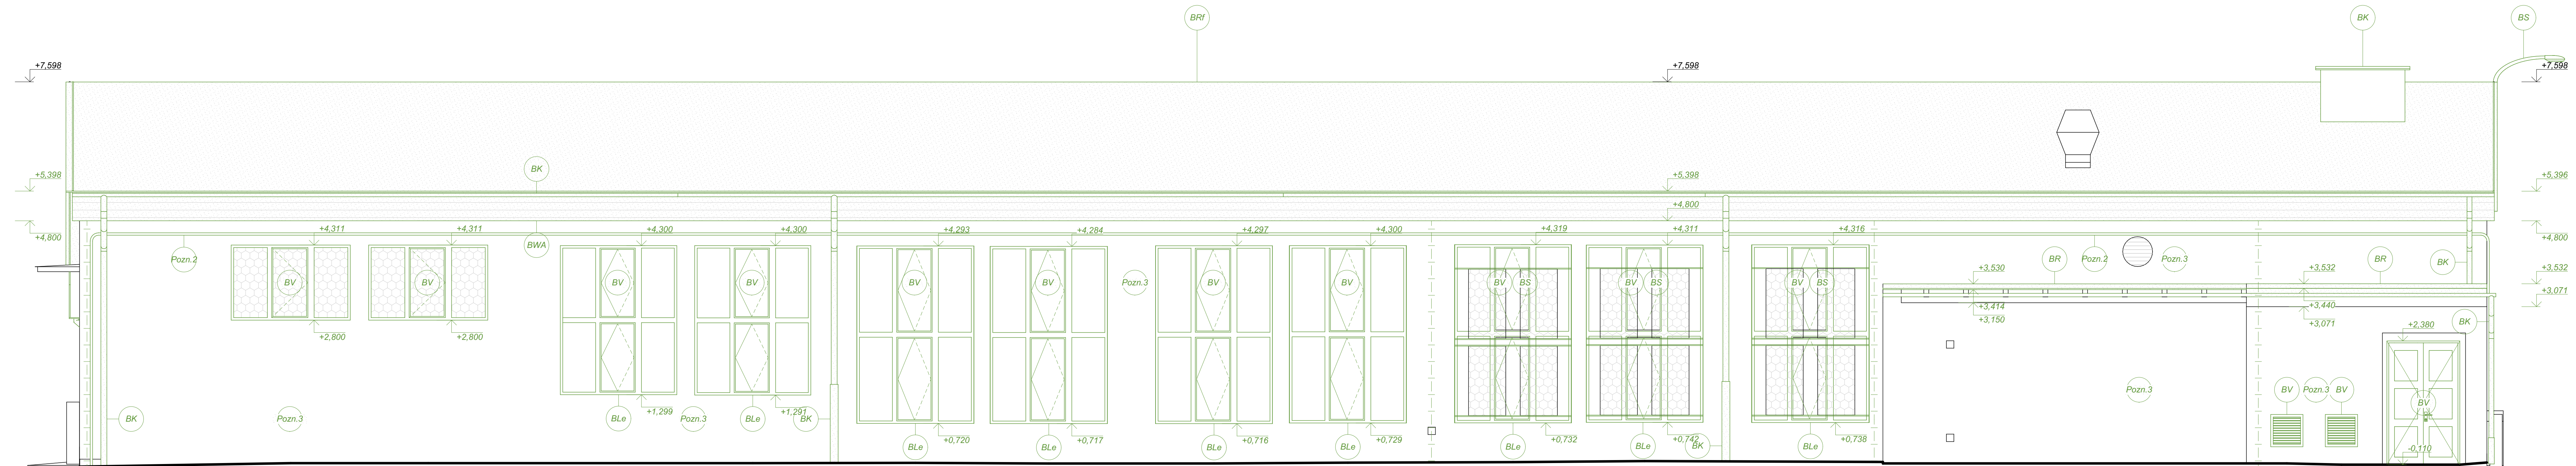 BRf
BK
BS
+7,598
+7,598
+7,598
BK
+5,398
+5,398
+5,396
+4,800
+4,800
+4,800
Pozn.2
+4,311
+4,311
BWA
+4,300
+4,300
+4,293
+4,284
+4,297
+4,300
+4,319
+4,311
+4,316
BR
Pozn.2
Pozn.3
BR
BK
+3,530
+3,532
+3,532
BV
BV
BV
BV
BV
BV
Pozn.3
BV
BV
BV
BS
BV
BS
BV
BS
+3,414
+3,150
+3,440
+3,071
+3,071
BK
+2,380
+2,800
+2,800
Pozn.3
BV
Pozn.3
BV
BV
BK
Pozn.3
BLe
+1,299
Pozn.3
BLe
+1,291
BK
BLe
+0,720
BLe
+0,717
BLe
+0,716
BLe
+0,729
BLe
+0,732
BLe
+0,742
BK
BLe
+0,738
-0,110